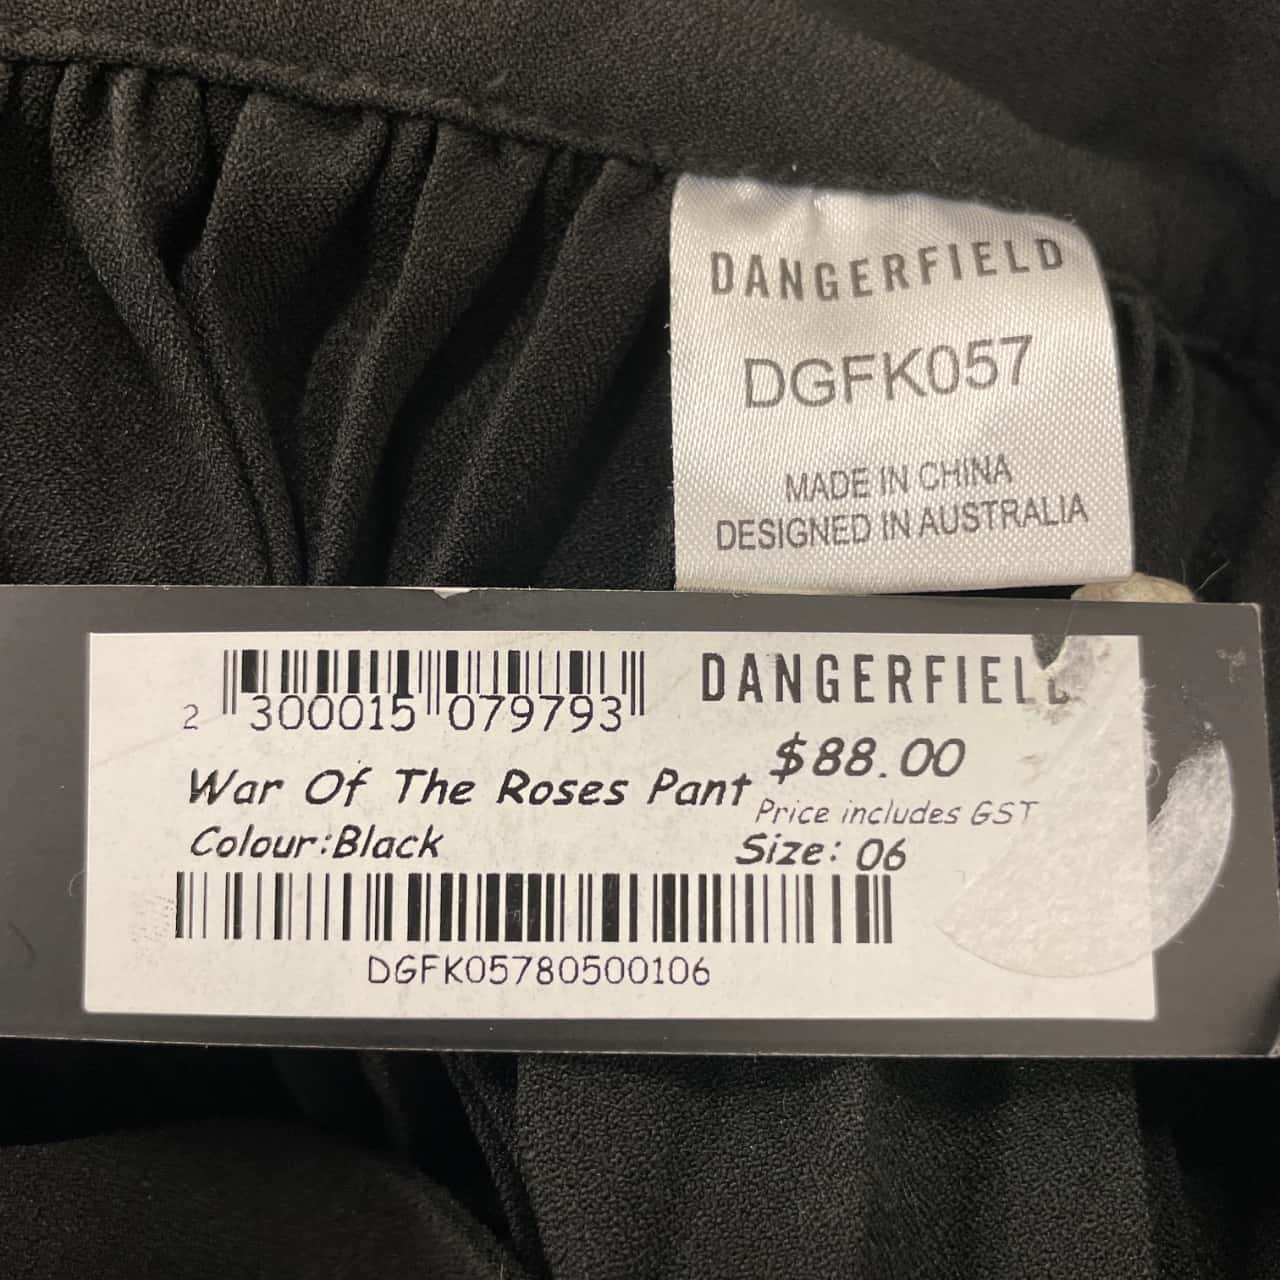 DANGERFIELD
DGFK057
MADE IN CHINA
DESIGNED IN AUSTRALIA
2 300015 079793
DANGERFIELD
$88.00
War Of The Roses Pant
Price includes GST
Colour:Black
Size: 06
DGFK05780500106